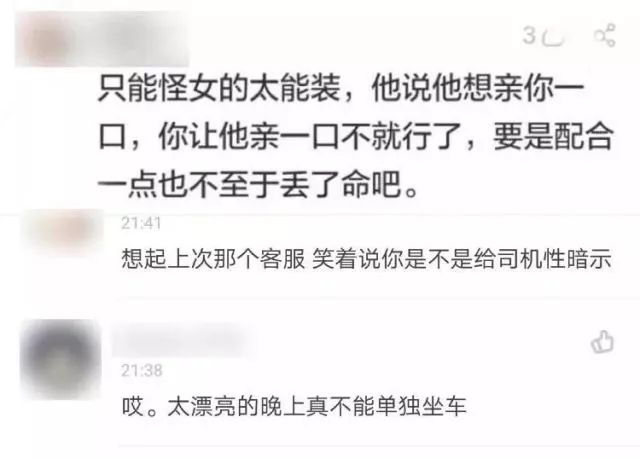 3
只能怪女的太能装，他说他想亲你一
口，你让他亲一口不就行了，要是配合
一点也不至于丢了命吧。
21:41
想起上次那个客服 笑着说你是不是给司机性暗示
21:38
哎。太漂亮的晚上真不能单独坐车